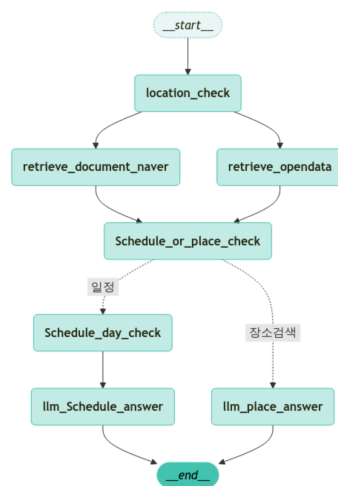 __start__
location_check
retrieve_document_naver
retrieve_opendata
Schedule_or_place_check
일정
장소검색
Schedule_day_check
llm_Schedule_answer
llm_place_answer
__end__